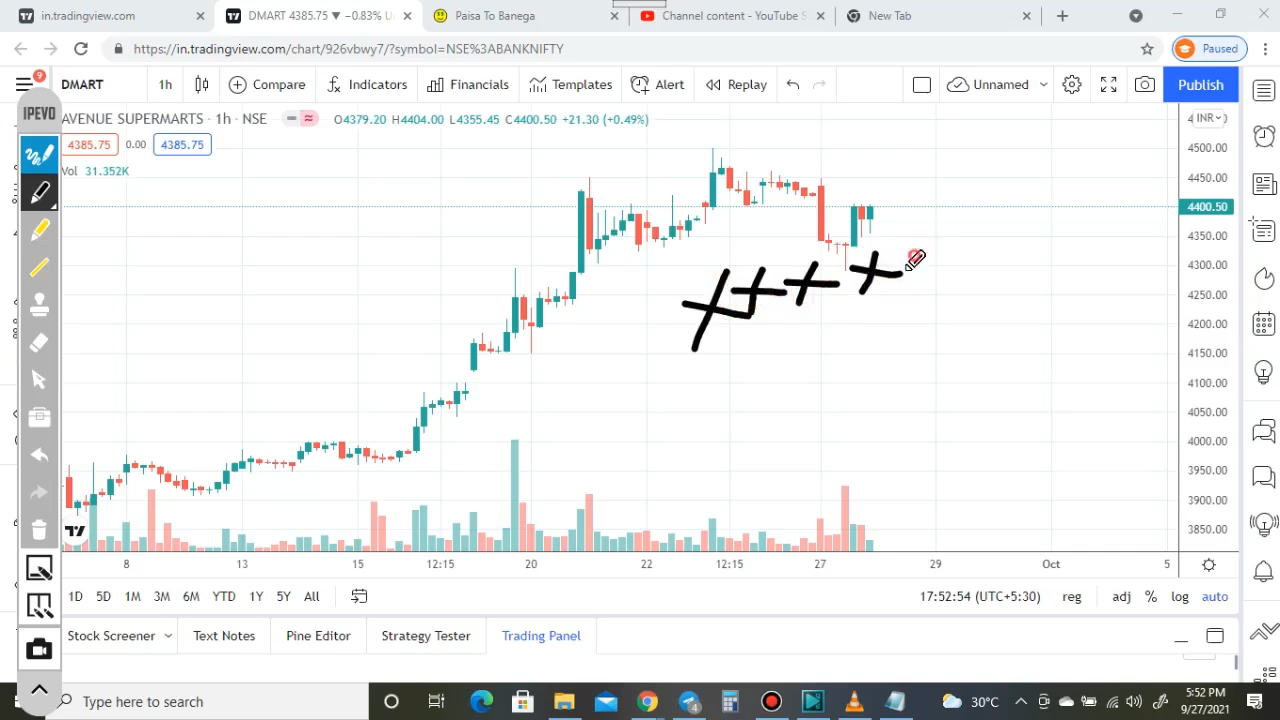 in.tradingview.com
DMART 4385.75 ▼ −0.83% U
Paisa To Banega
Channel content - YouTube S
New Tab
https://in.tradingview.com/chart/926vbwy7/?symbol=NSE%3ABANKNIFTY
Paused
9
DMART
1h
Compare
Indicators
Financials
Templates
Alert
Replay
Unnamed
Publish
IPEVO
AVENUE SUPERMARTS · 1h · NSE
O4379.20 H4404.00 L4355.45 C4400.50 +21.30 (+0.49%)
INR
4385.75
0.00
4385.75
Vol 31.352K
4500.00
4450.00
4400.50
4350.00
4300.00
4250.00
4200.00
4150.00
4100.00
4050.00
4000.00
3950.00
3900.00
3850.00
8
13
15
12:15
20
22
12:15
27
29
Oct
5
1D
5D
1M
3M
6M
YTD
1Y
5Y
All
17:52:54 (UTC+5:30)
reg
adj
%
log
auto
Stock Screener
Text Notes
Pine Editor
Strategy Tester
Trading Panel
Type here to search
4
30°C
5:52 PM
9/27/2021